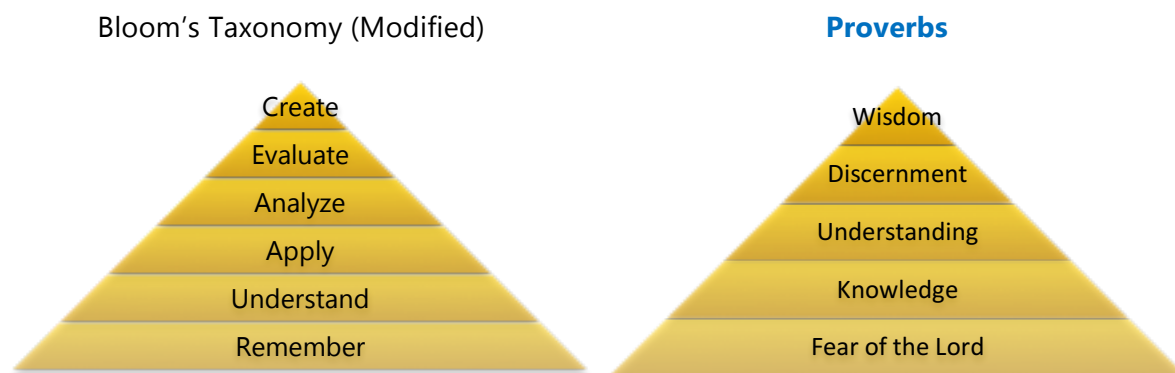 Bloom’s Taxonomy (Modified)
Create
Evaluate
Analyze
Apply
Understand
Remember
Proverbs
Wisdom
Discernment
Understanding
Knowledge
Fear of the Lord